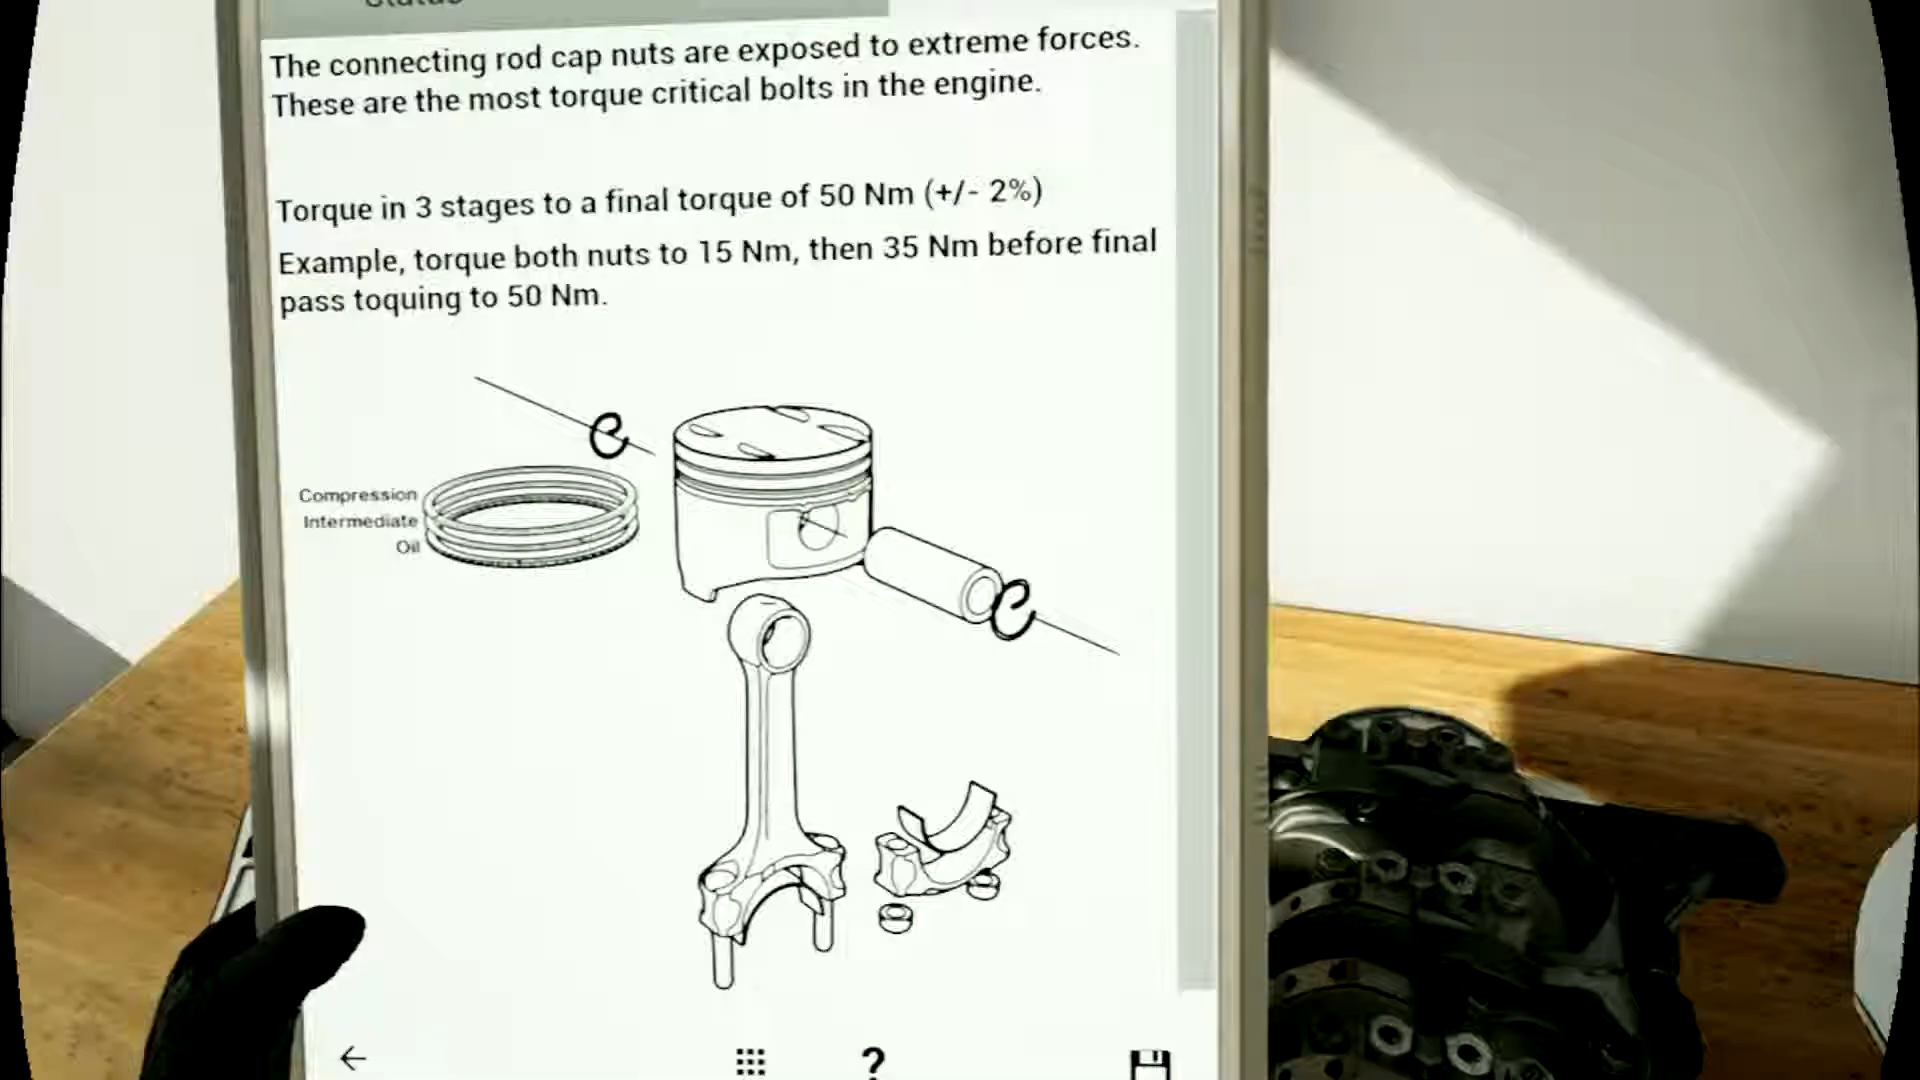 Status
The connecting rod cap nuts are exposed to extreme forces.
These are the most torque critical bolts in the engine.
Torque in 3 stages to a final torque of 50 Nm (+/- 2%)
Example, torque both nuts to 15 Nm, then 35 Nm before final
pass toquing to 50 Nm.
Compression
Intermediate
Oil
?